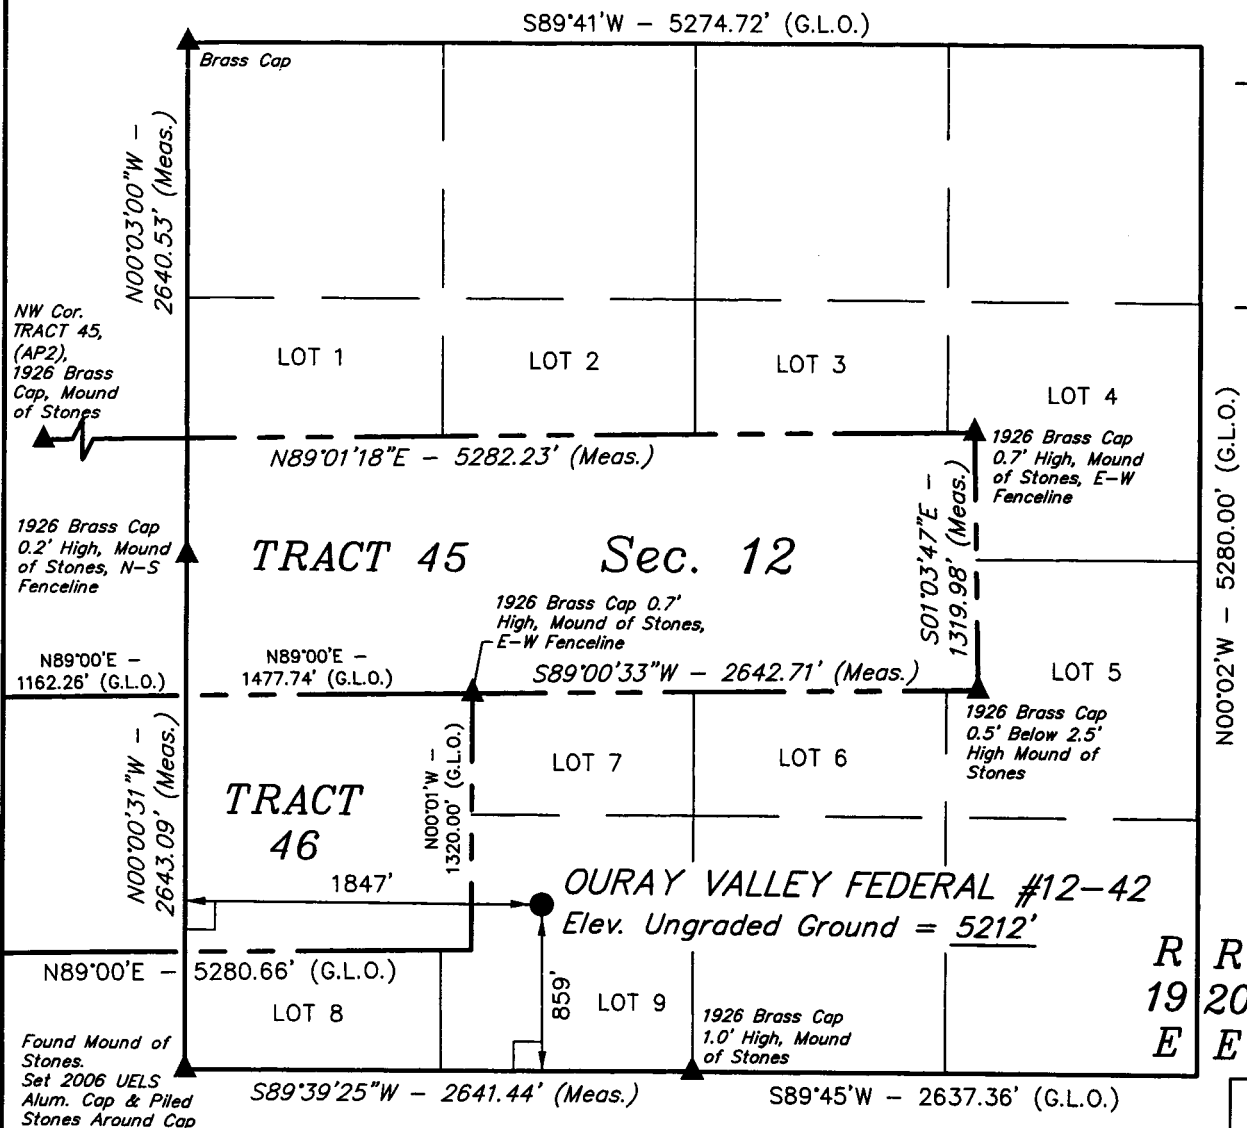 S89°41'W - 5274.72' (G.L.O.)
Brass Cap
N00°03'00"W -
2640.53' (Meas.)
NW Cor.
TRACT 45,
(AP2),
1926 Brass
Cap, Mound
of Stones
LOT 1
LOT 2
LOT 3
LOT 4
N89°01'18"E - 5282.23' (Meas.)
1926 Brass Cap
0.7' High, Mound
of Stones, E-W
Fenceline
N00°02'W - 5280.00' (G.L.O.)
1926 Brass Cap
0.2' High, Mound
of Stones, N-S
Fenceline
TRACT 45
Sec. 12
S01°03'47"E -
1319.98' (Meas.)
1926 Brass Cap 0.7'
High, Mound of Stones,
E-W Fenceline
N89°00'E -
1162.26' (G.L.O.)
N89°00'E -
1477.74' (G.L.O.)
S89°00'33"W - 2642.71' (Meas.)
LOT 5
1926 Brass Cap
0.5' Below 2.5'
High Mound of
Stones
N00°00'31"W -
2643.09' (Meas.)
N00°01'W -
1320.00' (G.L.O.)
LOT 7
LOT 6
TRACT
46
1847'
OURAY VALLEY FEDERAL #12-42
Elev. Ungraded Ground = 5212'
R R
19 20
E E
N89°00'E - 5280.66' (G.L.O.)
859'
LOT 8
LOT 9
1926 Brass Cap
1.0' High, Mound
of Stones
Found Mound of
Stones.
Set 2006 UELS
Alum. Cap & Piled
Stones Around Cap
S89°39'25"W - 2641.44' (Meas.)
S89°45'W - 2637.36' (G.L.O.)